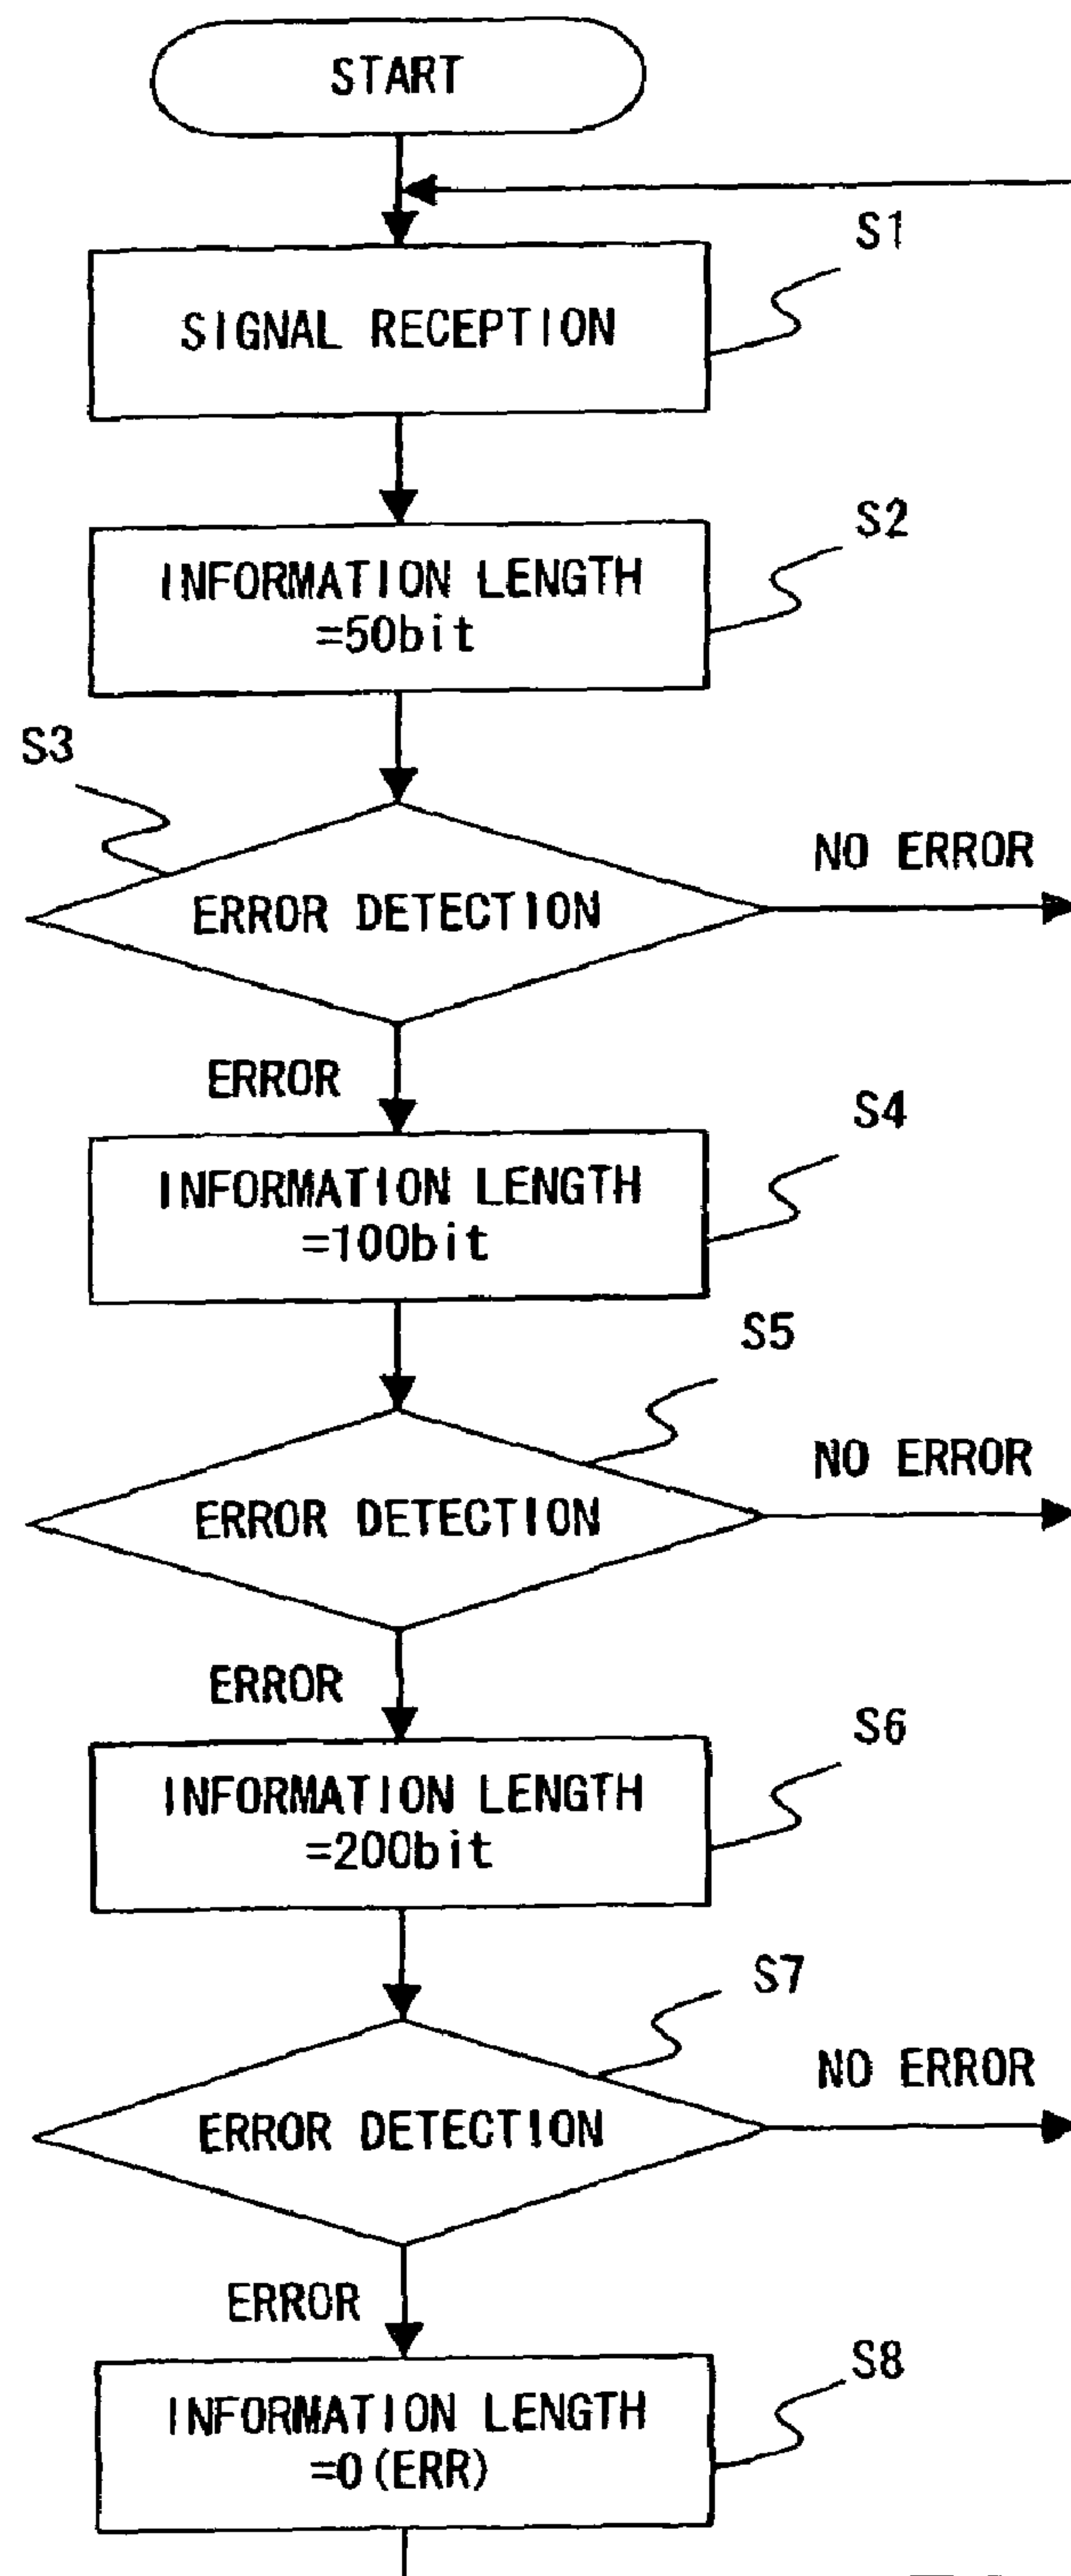 START
S1
SIGNAL RECEPTION
S2
INFORMATION LENGTH
=50bit
S3
NO ERROR
ERROR DETECTION
ERROR
S4
INFORMATION LENGTH
=100bit
S5
NO ERROR
ERROR DETECTION
ERROR
S6
INFORMATION LENGTH
=200bit
S7
NO ERROR
ERROR DETECTION
ERROR
S8
INFORMATION LENGTH
=0(ERR)